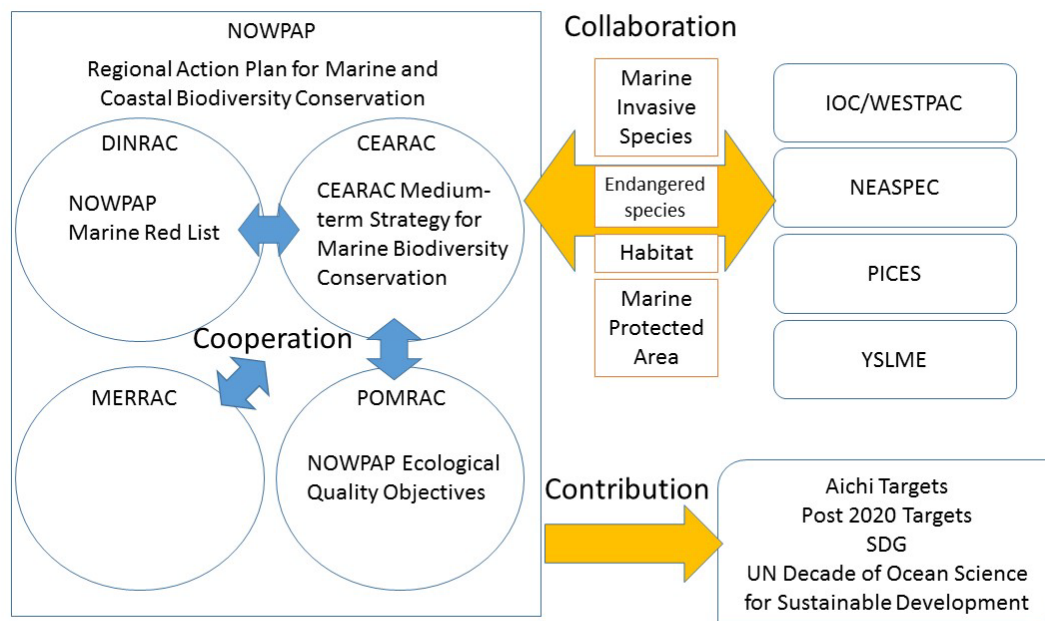 NOWPAP
Regional Action Plan for Marine and
Coastal Biodiversity Conservation
DINRAC
NOWPAP
Marine Red List
CEARAC
CEARAC Medium-
term Strategy for
Marine Biodiversity
Conservation
Cooperation
MERRAC
POMRAC
NOWPAP Ecological
Quality Objectives
Collaboration
Marine
Invasive
Species
Endangered
species
Habitat
Marine
Protected
Area
IOC/WESTPAC
NEASPEC
PICES
YSLME
Contribution
Aichi Targets
Post 2020 Targets
SDG
UN Decade of Ocean Science
for Sustainable Development